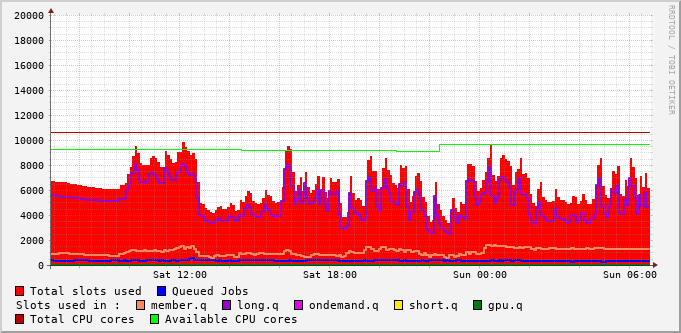 20000
18000
16000
14000
12000
10000
8000
6000
4000
2000
0
Sat 12:00 Sat 18:00 Sun 00:00 Sun 06:00
Total slots used Queued Jobs
Slots used in : member.q long.q ondemand.q short.q gpu.q
Total CPU cores Available CPU cores
RRDTOOL / TOBI OETIKER